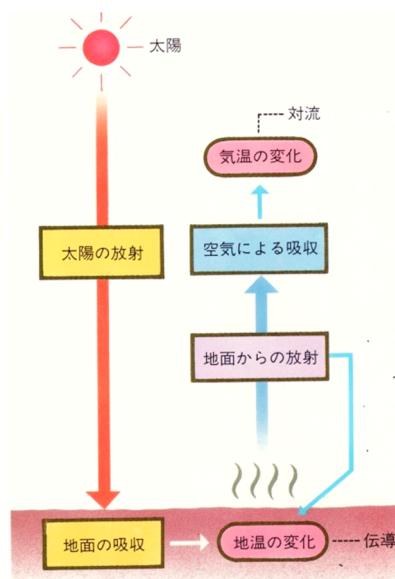 太陽
対流
気温の変化
太陽の放射
空気による吸収
地面からの放射
地面の吸収
地温の変化
伝導